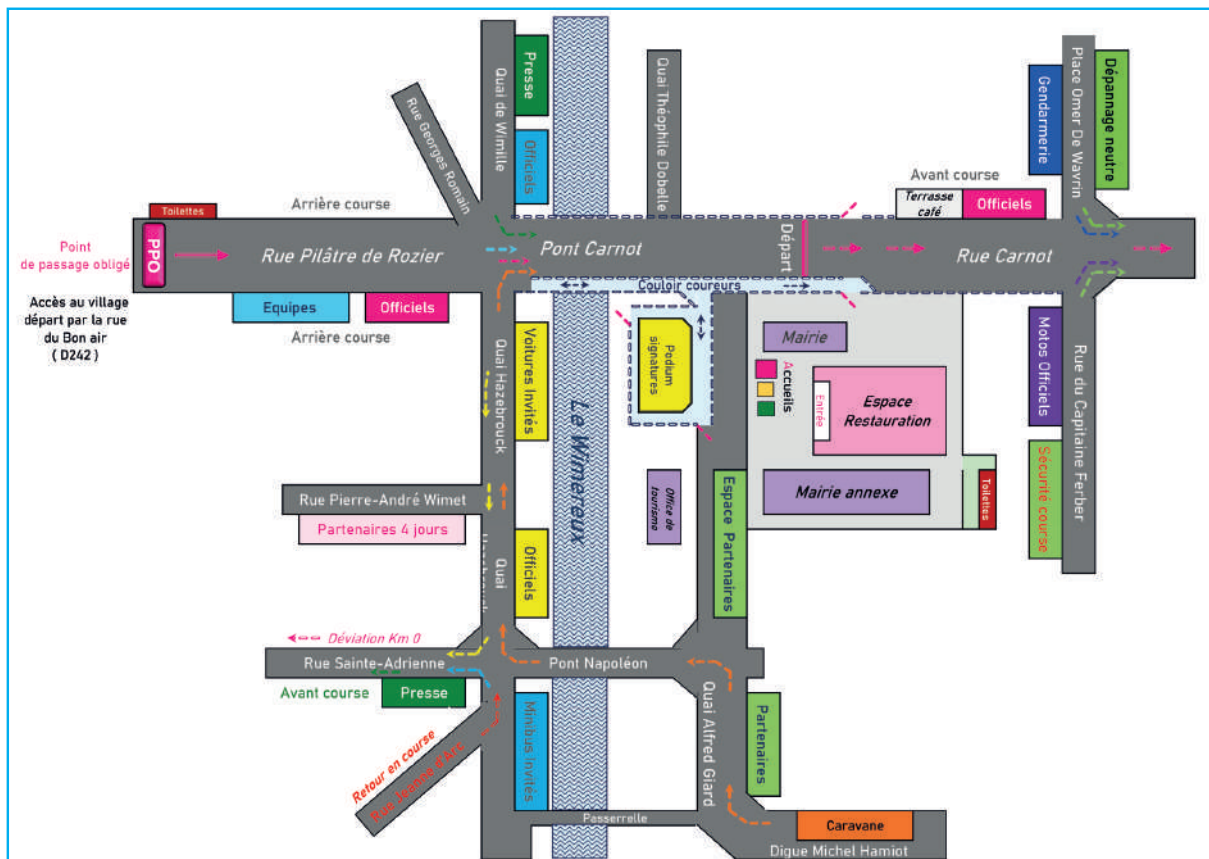 Presse
Officiels
Quai de Wimille
Rue Georges Romain
Quai Théophile Dobelle
Place Omer De Wavrin
Gendarmerie
Dépannage neutre
Toilettes
Arrière course
Avant course
Terrasse
café
Officiels
PPO
Point
de passage obligé
Rue Pilâtre de Rozier
Pont Carnot
Départ
Rue Carnot
Accès au village
départ par la rue
du Bon air
( D242 )
Equipes
Officiels
Arrière course
Couloir coureurs
Quai Hazebrouck
Voitures Invités
Le Wimereux
Podium
signatures
Mairie
Accueils
Entrée
Espace
Restauration
Motos Officiels
Rue du Capitaine Ferber
Sécurité course
Rue Pierre-André Wimet
Partenaires 4 jours
Office de
tourisme
Espace Partenaires
Mairie annexe
Toilettes
Quai
Hazebrouck
Officiels
Déviation Km 0
Rue Sainte-Adrienne
Pont Napoléon
Avant course
Presse
Retour en course
Rue Jeanne d'Arc
Minibus Invités
Quai Alfred Giard
Partenaires
Passerrelle
Caravane
Digue Michel Hamiot